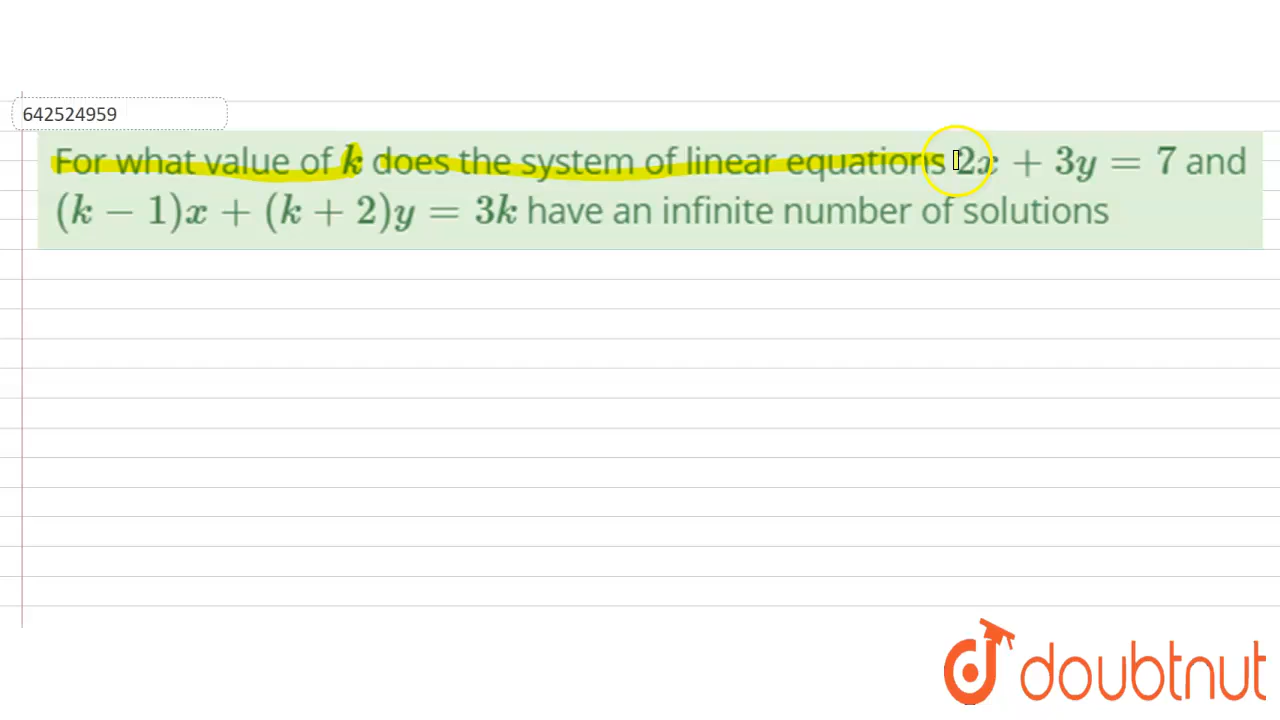 642524959
For what value of k does the system of linear equations 2x + 3y = 7 and
(k − 1)x + (k + 2)y = 3k have an infinite number of solutions
doubtnut